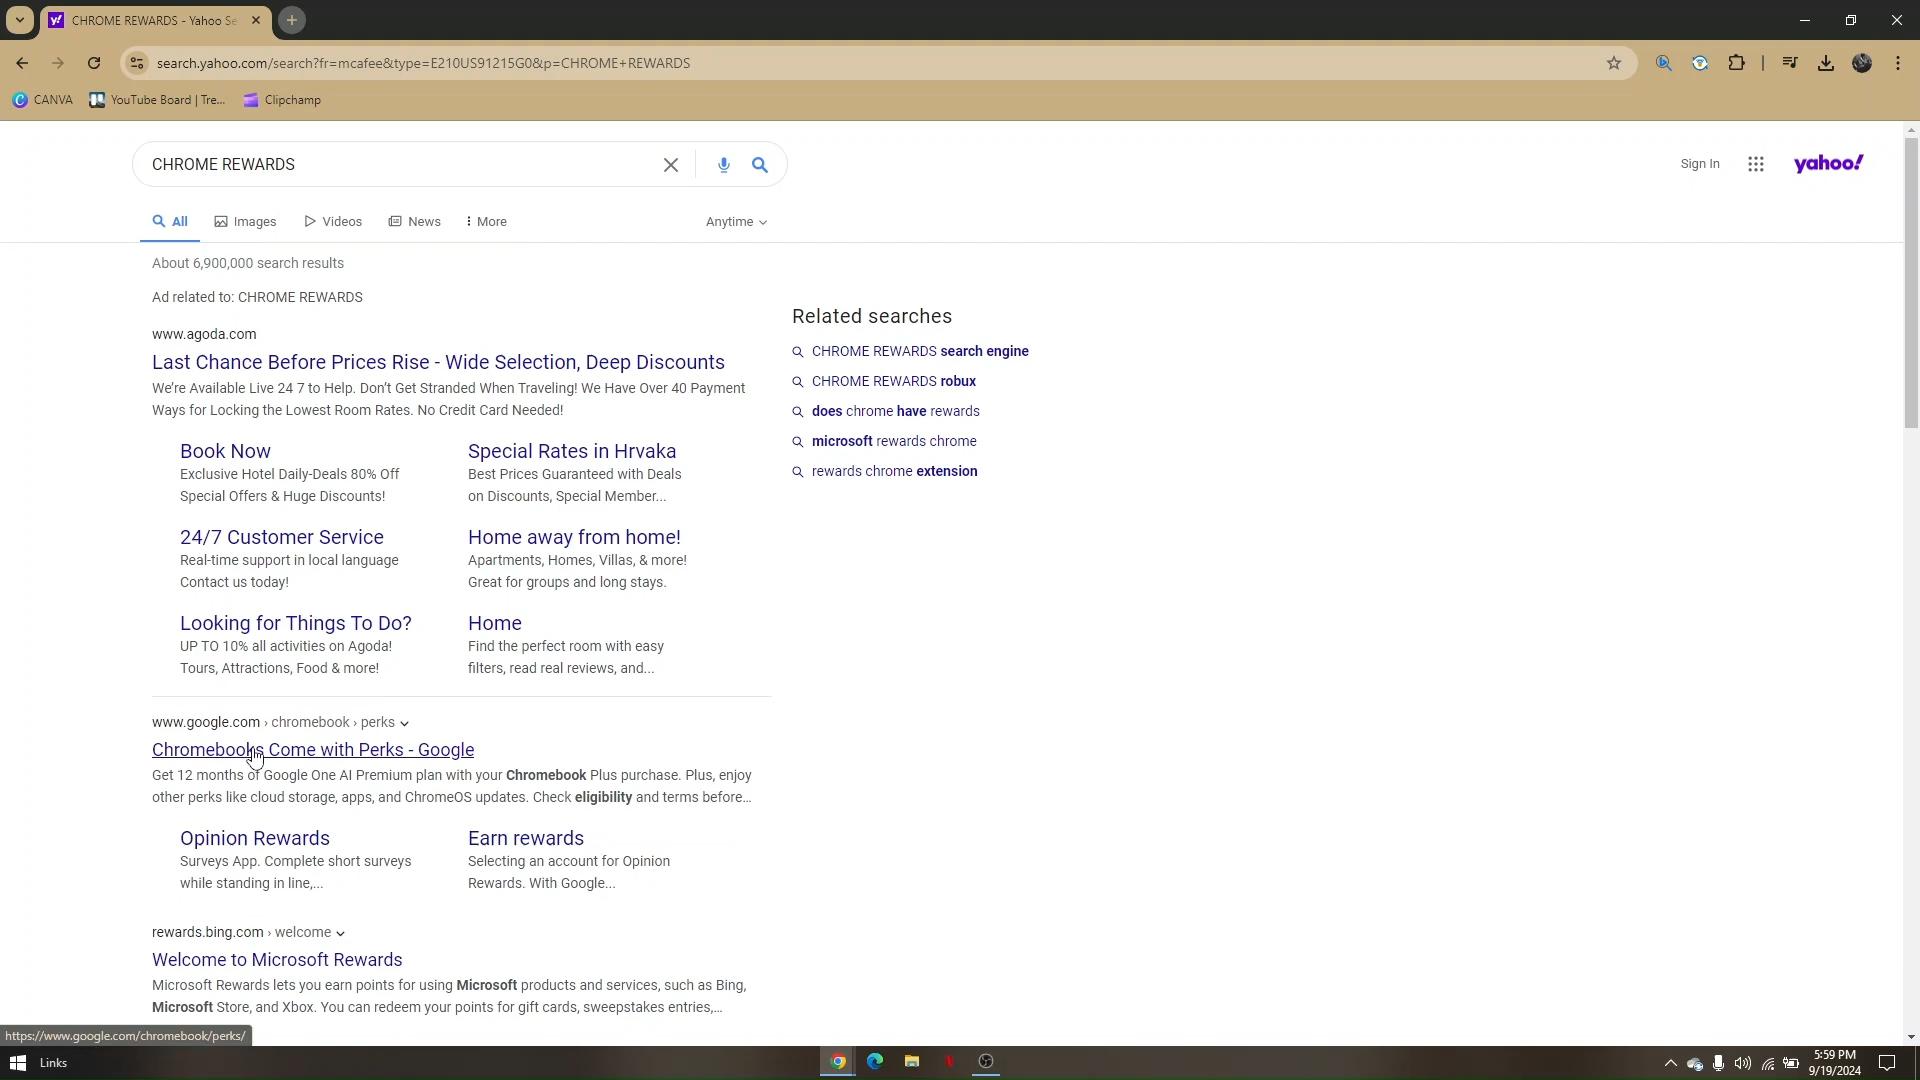 CHROME REWARDS - Yahoo Se
search.yahoo.com/search?fr=mcafee&type=E210US91215G0&p=CHROME+REWARDS
CANVA
YouTube Board | Tre...
Clipchamp
CHROME REWARDS
Sign In
yahoo!
All
Images
Videos
News
More
Anytime
About 6,900,000 search results
Ad related to: CHROME REWARDS
www.agoda.com
Last Chance Before Prices Rise - Wide Selection, Deep Discounts
We're Available Live 24 7 to Help. Don't Get Stranded When Traveling! We Have Over 40 Payment
Ways for Locking the Lowest Room Rates. No Credit Card Needed!
Book Now
Exclusive Hotel Daily-Deals 80% Off
Special Offers & Huge Discounts!
Special Rates in Hrvaka
Best Prices Guaranteed with Deals
on Discounts, Special Member...
24/7 Customer Service
Real-time support in local language
Contact us today!
Home away from home!
Apartments, Homes, Villas, & more!
Great for groups and long stays.
Looking for Things To Do?
UP TO 10% all activities on Agoda!
Tours, Attractions, Food & more!
Home
Find the perfect room with easy
filters, read real reviews, and...
www.google.com › chromebook › perks
Chromebooks Come with Perks - Google
Get 12 months of Google One AI Premium plan with your Chromebook Plus purchase. Plus, enjoy
other perks like cloud storage, apps, and ChromeOS updates. Check eligibility and terms before...
Opinion Rewards
Surveys App. Complete short surveys
while standing in line,...
Earn rewards
Selecting an account for Opinion
Rewards. With Google...
rewards.bing.com › welcome
Welcome to Microsoft Rewards
Microsoft Rewards lets you earn points for using Microsoft products and services, such as Bing,
Microsoft Store, and Xbox. You can redeem your points for gift cards, sweepstakes entries,...
Related searches
CHROME REWARDS search engine
CHROME REWARDS robux
does chrome have rewards
microsoft rewards chrome
rewards chrome extension
https://www.google.com/chromebook/perks/
Links
5:59 PM
9/19/2024